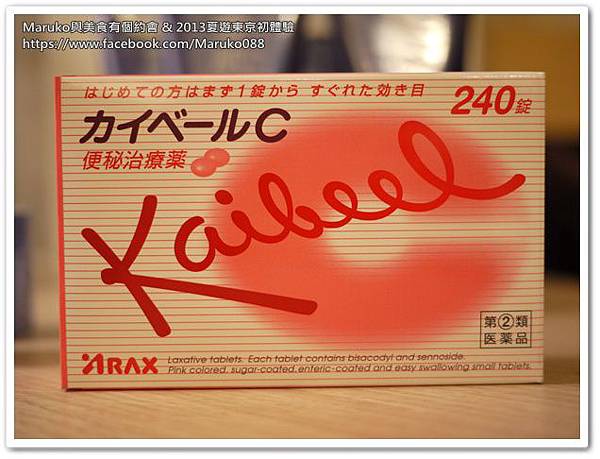 Maruko與美食有個約會 & 2013夏遊東京初體驗
https://www.facebook.com/Maruko088
はじめての方はまず1錠から すぐれた効き目
240錠
カイベールC
便秘治療薬
Kaibeel
第②類
医薬品
ARAX
Laxative tablets. Each tablet contains bisacodyl and sennoside.
Pink colored, sugar-coated, enteric-coated and easy swallowing small tablets.